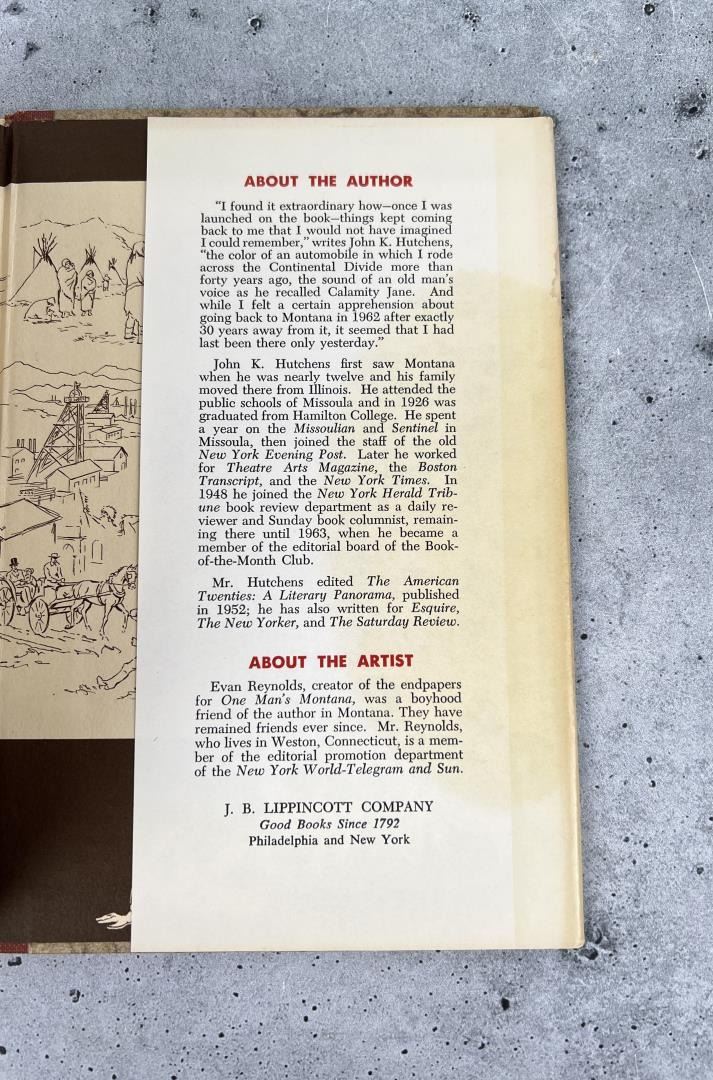 ABOUT THE AUTHOR
"I found it extraordinary how—once I was
launched on the book—things kept coming
back to me that I would not have imagined
I could remember," writes John K. Hutchens,
"the color of an automobile in which I rode
across the Continental Divide more than
forty years ago, the sound of an old man's
voice as he recalled Calamity Jane. And
while I felt a certain apprehension about
going back to Montana in 1962 after exactly
30 years away from it, it seemed that I had
last been there only yesterday."
John K. Hutchens first saw Montana
when he was nearly twelve and his family
moved there from Illinois. He attended the
public schools of Missoula and in 1926 was
graduated from Hamilton College. He spent
a year on the Missoulian and Sentinel in
Missoula, then joined the staff of the old
New York Evening Post. Later he worked
for Theatre Arts Magazine, the Boston
Transcript, and the New York Times. In
1948 he joined the New York Herald Trib-
une book review department as a daily re-
viewer and Sunday book columnist, remain-
ing there until 1963, when he became a
member of the editorial board of the Book-
of-the-Month Club.
Mr. Hutchens edited The American
Twenties: A Literary Panorama, published
in 1952; he has also written for Esquire,
The New Yorker, and The Saturday Review.
ABOUT THE ARTIST
Evan Reynolds, creator of the endpapers
for One Man's Montana, was a boyhood
friend of the author in Montana. They have
remained friends ever since. Mr. Reynolds,
who lives in Weston, Connecticut, is a mem-
ber of the editorial promotion department
of the New York World-Telegram and Sun.
J. B. LIPPINCOTT COMPANY
Good Books Since 1792
Philadelphia and New York